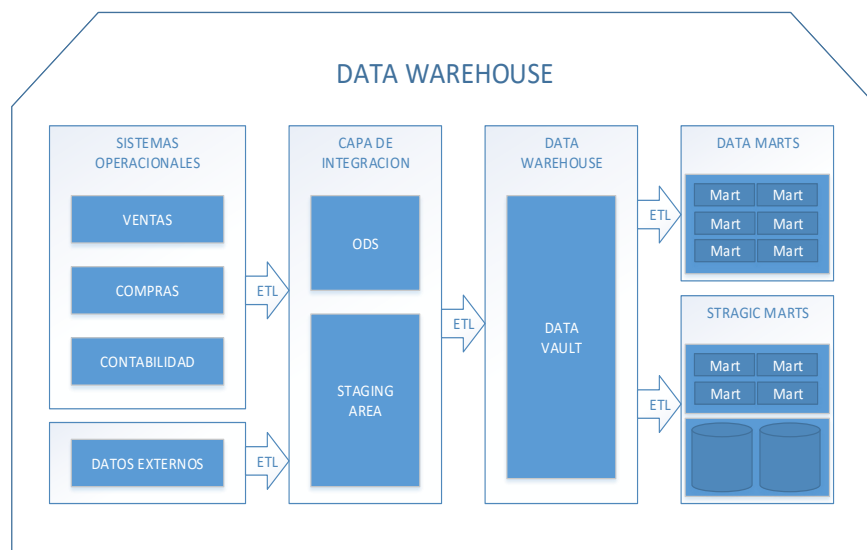 DATA WAREHOUSE
SISTEMAS
OPERACIONALES
VENTAS
COMPRAS
CONTABILIDAD
DATOS EXTERNOS
ETL
ETL
CAPA DE
INTEGRACION
ODS
STAGING
AREA
ETL
DATA
WAREHOUSE
DATA
VAULT
ETL
ETL
DATA MARTS
Mart Mart
Mart Mart
Mart Mart
STRAGIC MARTS
Mart Mart
Mart Mart